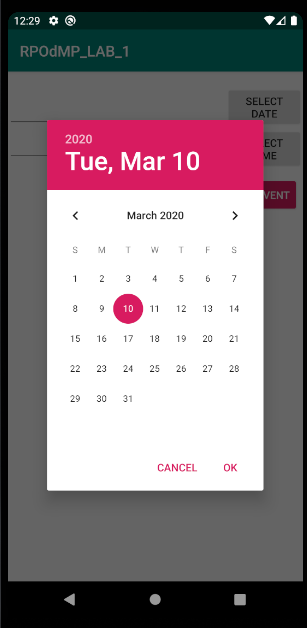 12:29
RPOdMP_LAB_1
SELECT
DATE
ECT
ME
VENT
2020
Tue, Mar 10
March 2020
S M T W T F S
1 2 3 4 5 6 7
8 9 10 11 12 13 14
15 16 17 18 19 20 21
22 23 24 25 26 27 28
29 30 31
CANCEL OK